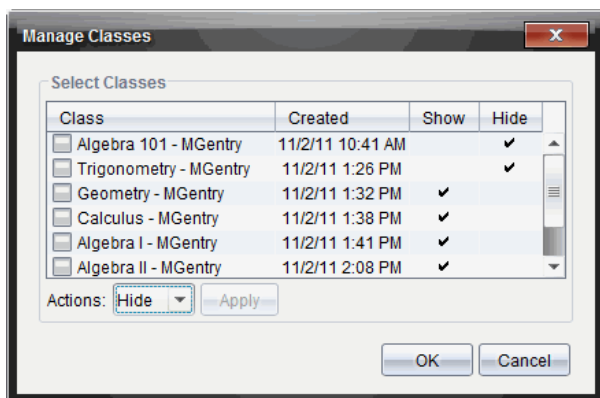 Manage Classes
Select Classes
Class Created Show Hide
Algebra 101 - MGentry 11/2/11 10:41 AM ✔
Trigonometry - MGentry 11/2/11 1:26 PM ✔
Geometry - MGentry 11/2/11 1:32 PM ✔
Calculus - MGentry 11/2/11 1:38 PM ✔
Algebra I - MGentry 11/2/11 1:41 PM ✔
Algebra II - MGentry 11/2/11 2:08 PM ✔
Actions: Hide Apply
OK Cancel